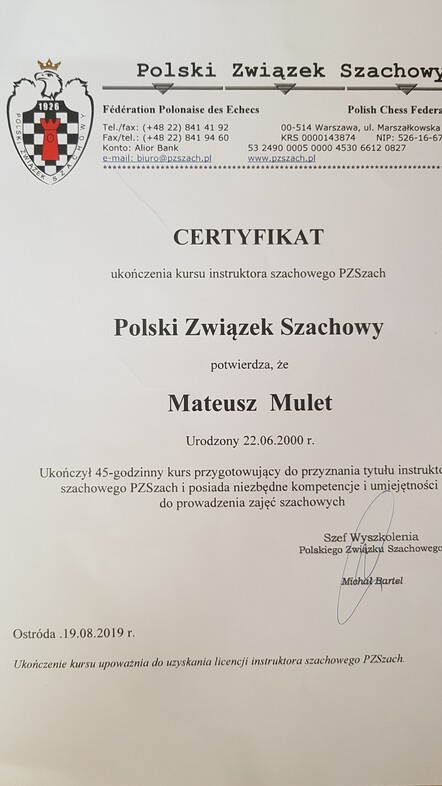 Polski Związek Szachowy
1926
POLSKI ZWIĄZEK SZACHOWY
Fédération Polonaise des Echecs Polish Chess Federa
Tel./fax: (+48 22) 841 41 92 00-514 Warszawa, ul. Marszałkowska
Fax/tel.: (+48 22) 841 94 60 KRS 0000143874 NIP: 526-16-67
Konto: Alior Bank 53 2490 0005 0000 4530 6612 0827
e-mail: biuro@pzszach.pl www.pzszach.pl
CERTYFIKAT
ukończenia kursu instruktora szachowego PZSzach
Polski Związek Szachowy
potwierdza, że
Mateusz Mulet
Urodzony 22.06.2000 r.
Ukończył 45-godzinny kurs przygotowujący do przyznania tytułu instrukto
szachowego PZSzach i posiada niezbędne kompetencje i umiejętności
do prowadzenia zajęć szachowych
Szef Wyszkolenia
Polskiego Związku Szachowego
Michał Bartel
Ostróda .19.08.2019 r.
Ukończenie kursu upoważnia do uzyskania licencji instruktora szachowego PZSzach.